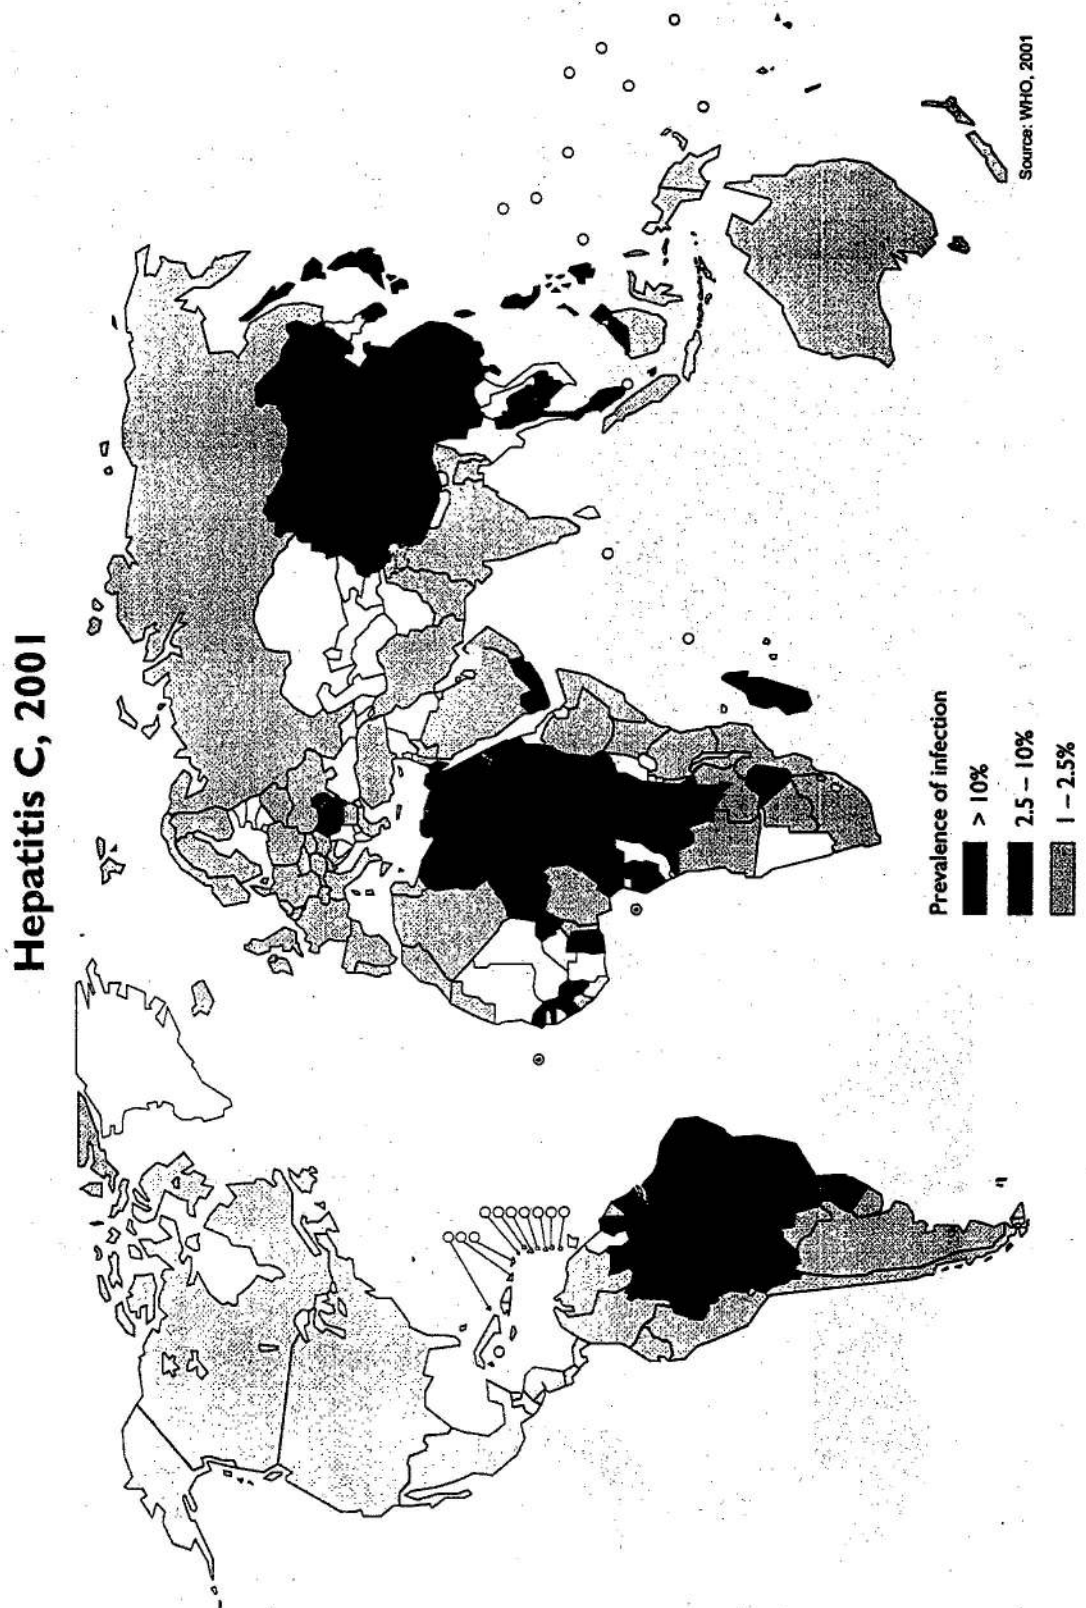 Hepatitis C, 2001
Prevalence of infection
> 10%
2.5 – 10%
1 – 2.5%
Source: WHO, 2001